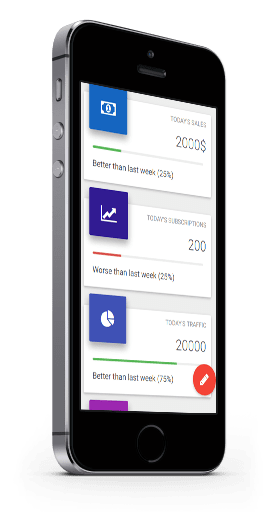 TODAY'S SALES
2000$
Better than last week (25%)
TODAY'S SUBSCRIPTIONS
200
Worse than last week (25%)
TODAY'S TRAFFIC
20000
Better than last week (75%)